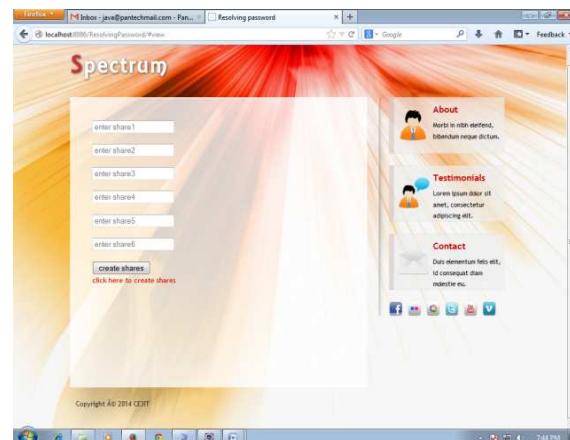 Firefox
Inbox - java@pantechmail.com - Pan...
Resolving password
localhost:8086/ResolvingPassword/#view
Google
Feedback
Spectrum
enter share1
enter share2
enter share3
enter share4
enter share5
enter share6
create shares
click here to create shares
About
Morbi in nibh eleifend,
bibendum neque dictum.
Testimonials
Lorem ipsum dolor sit
amet, consectetur
adipiscing elit.
Contact
Duis elementum felis elit,
id consequat diam
molestie eu.
Copyright Â© 2014 CEIIT
7:44 PM